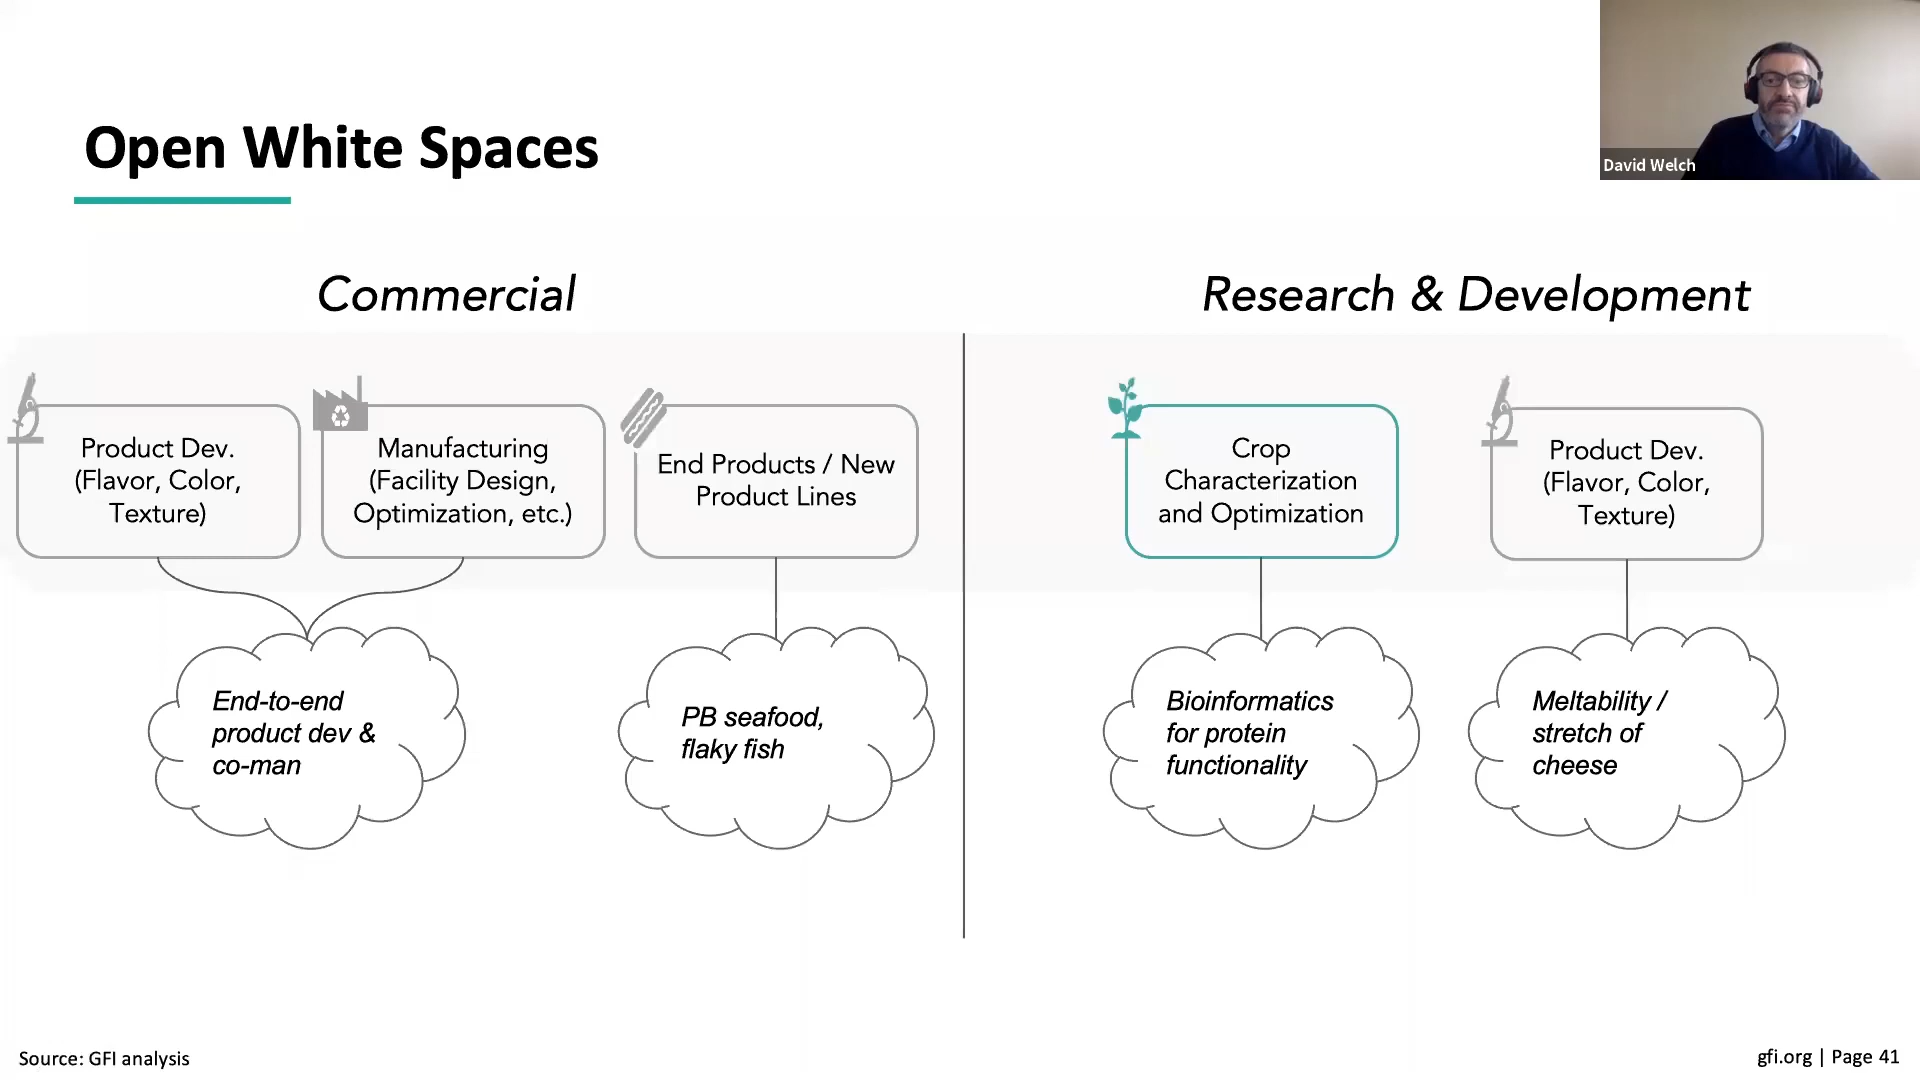 Open White Spaces
David Welch
Commercial
Research & Development
Product Dev.
(Flavor, Color,
Texture)
Manufacturing
(Facility Design,
Optimization, etc.)
End Products / New
Product Lines
Crop
Characterization
and Optimization
Product Dev.
(Flavor, Color,
Texture)
End-to-end
product dev &
co-man
PB seafood,
flaky fish
Bioinformatics
for protein
functionality
Meltability /
stretch of
cheese
Source: GFI analysis
gfi.org | Page 41